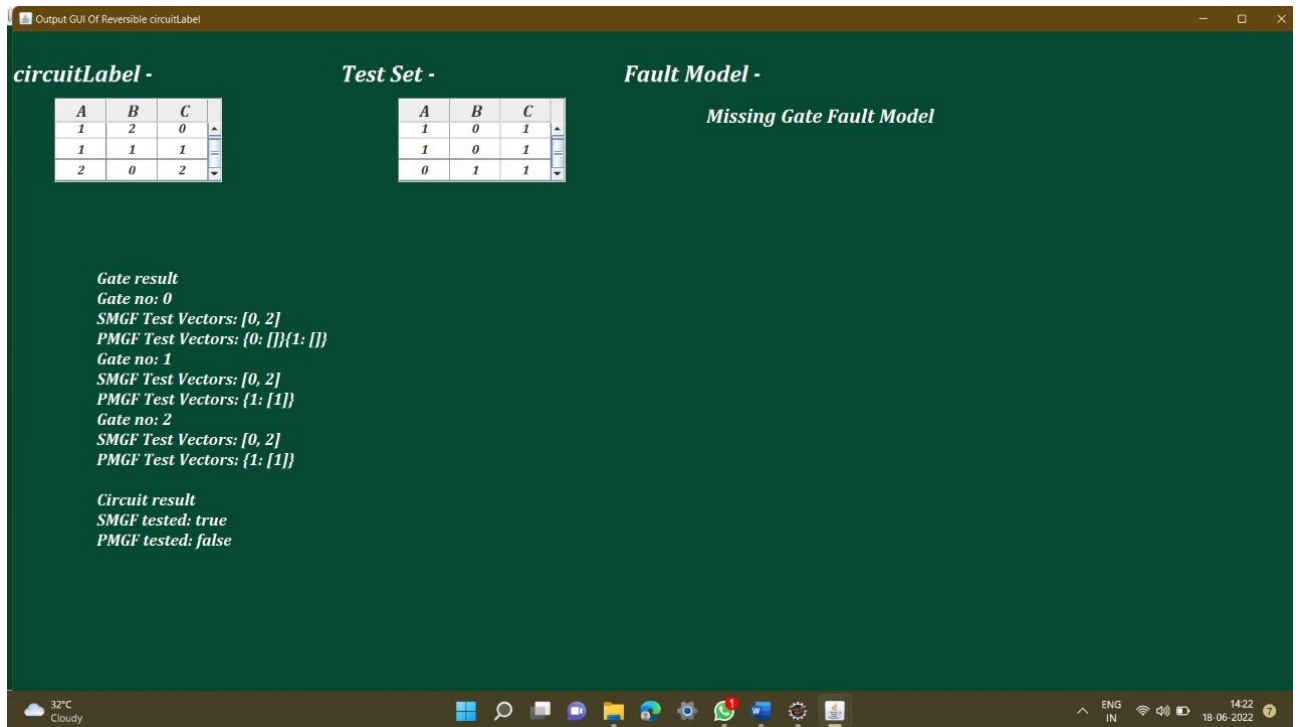 Output GUI Of Reversible circuitLabel
circuitLabel - Test Set - Fault Model -
A B C A B C Missing Gate Fault Model
1 2 0 1 0 1
1 1 1 1 0 1
2 0 2 0 1 1
Gate result
Gate no: 0
SMGF Test Vectors: [0, 2]
PMGF Test Vectors: {0: []}{1: []}
Gate no: 1
SMGF Test Vectors: [0, 2]
PMGF Test Vectors: {1: [1]}
Gate no: 2
SMGF Test Vectors: [0, 2]
PMGF Test Vectors: {1: [1]}
Circuit result
SMGF tested: true
PMGF tested: false
32°C
Cloudy
1
ENG
IN
14:22
18-06-2022
7